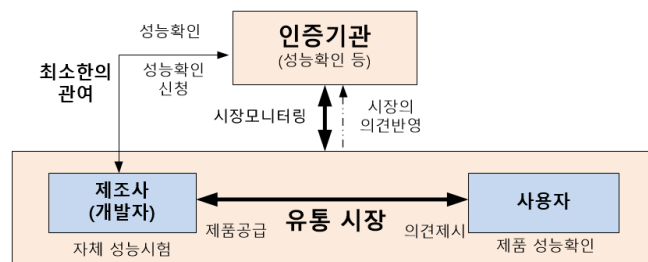 성능확인
인증기관
(성능확인 등)
최소한의
관여
성능확인
신청
시장모니터링
시장의
의견반영
제조사
(개발자)
사용자
제품공급
유통 시장
의견제시
자체 성능시험
제품 성능확인